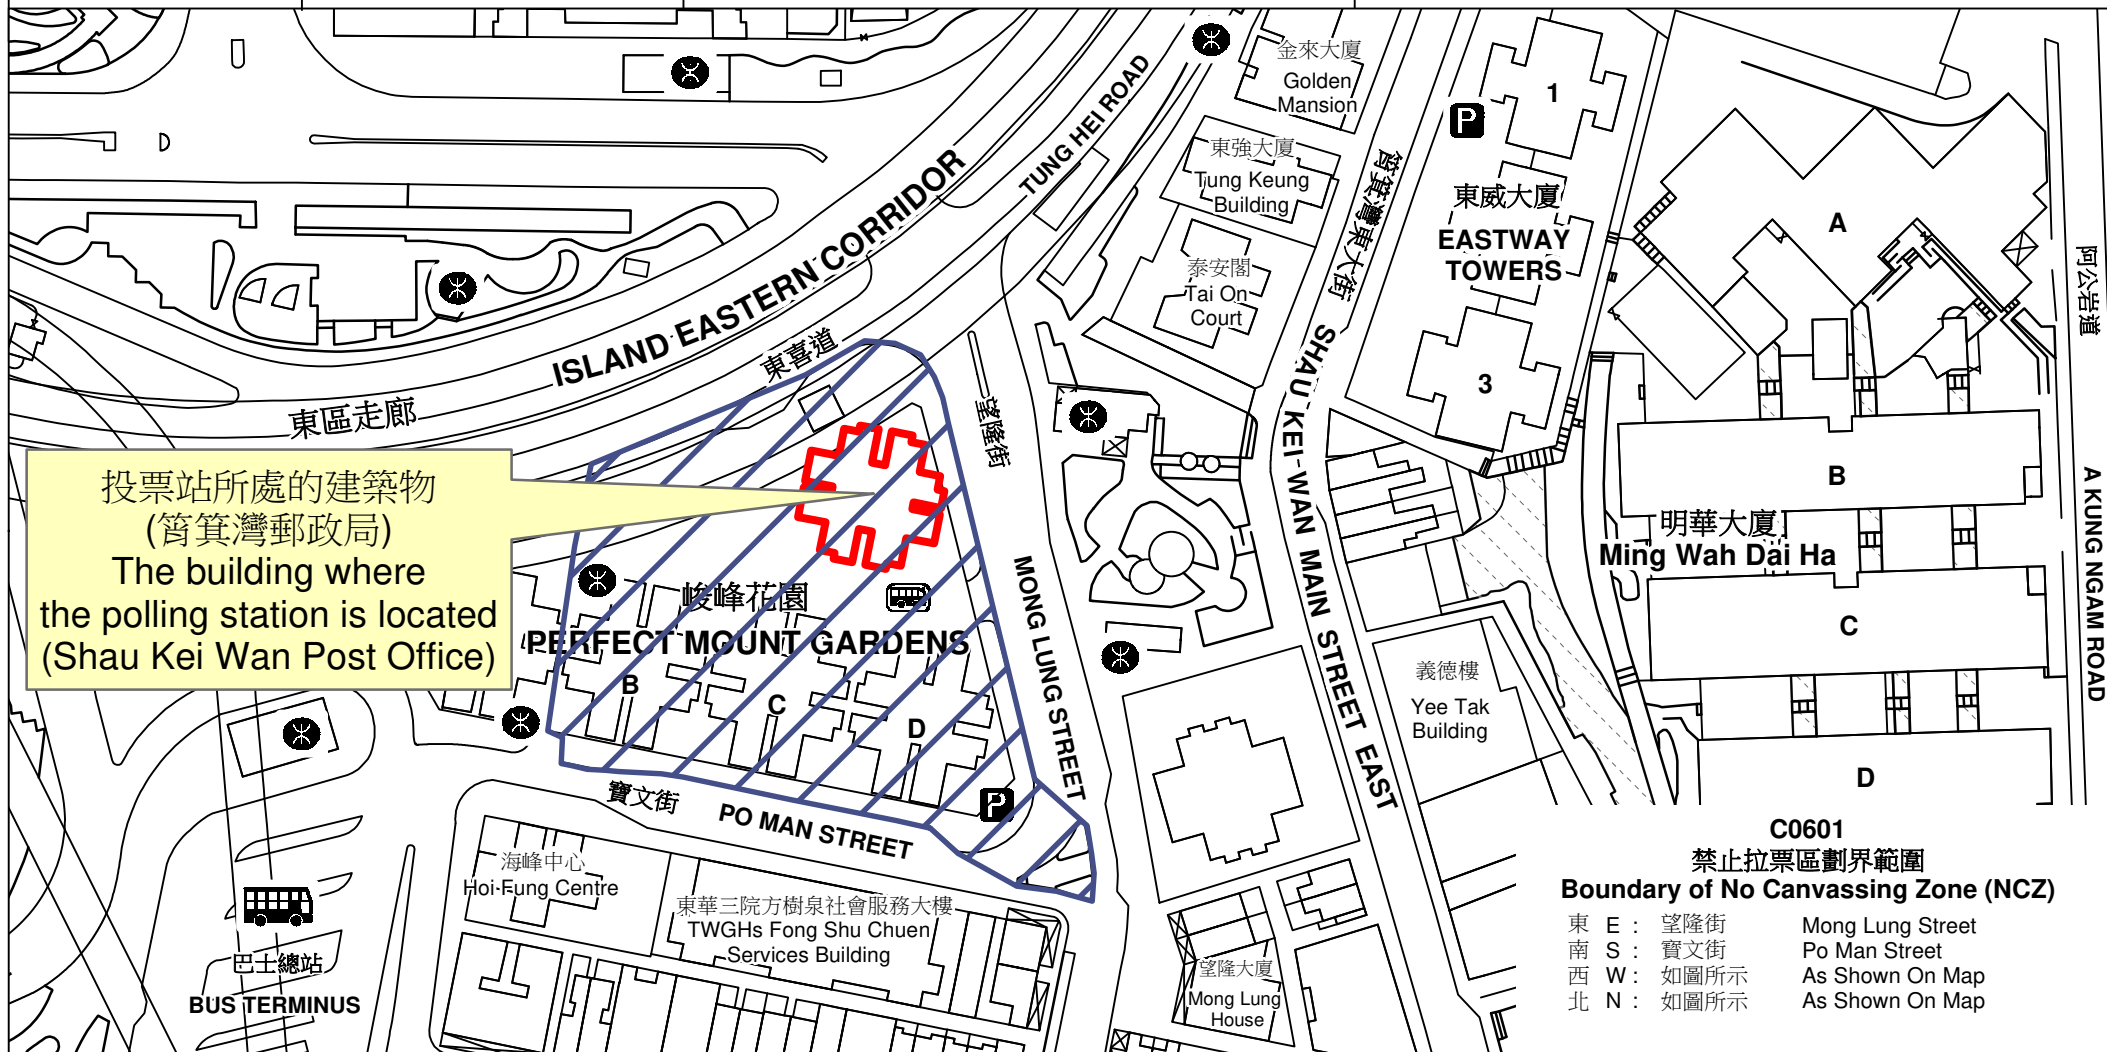 金來大廈
Golden
Mansion
1
P
東強大廈
Tung Keung
Building
TUNG HEI ROAD
ISLAND EASTERN CORRIDOR
筲箕灣東大街
東威大廈
EASTWAY
TOWERS
A
泰安閣
Tai On
Court
阿公岩道
東喜道
SHAU KEI-WAN MAIN STREET EAST
3
東區走廊
望隆街
投票站所處的建築物
(筲箕灣郵政局)
The building where
the polling station is located
(Shau Kei Wan Post Office)
B
A KUNG NGAM ROAD
明華大廈
Ming Wah Dai Ha
峻峰花園
PERFECT MOUNT GARDENS
MONG LUNG STREET
C
B
C
D
義德樓
Yee Tak
Building
D
P
寶文街
PO MAN STREET
海峰中心
Hoi-Fung Centre
東華三院方樹泉社會服務大樓
TWGHs Fong Shu Chuen
Services Building
巴士總站
BUS TERMINUS
望隆大廈
Mong Lung
House
C0601
禁止拉票區劃界範圍
Boundary of No Canvassing Zone (NCZ)
東 E : 望隆街 Mong Lung Street
南 S : 寶文街 Po Man Street
西 W : 如圖所示 As Shown On Map
北 N : 如圖所示 As Shown On Map